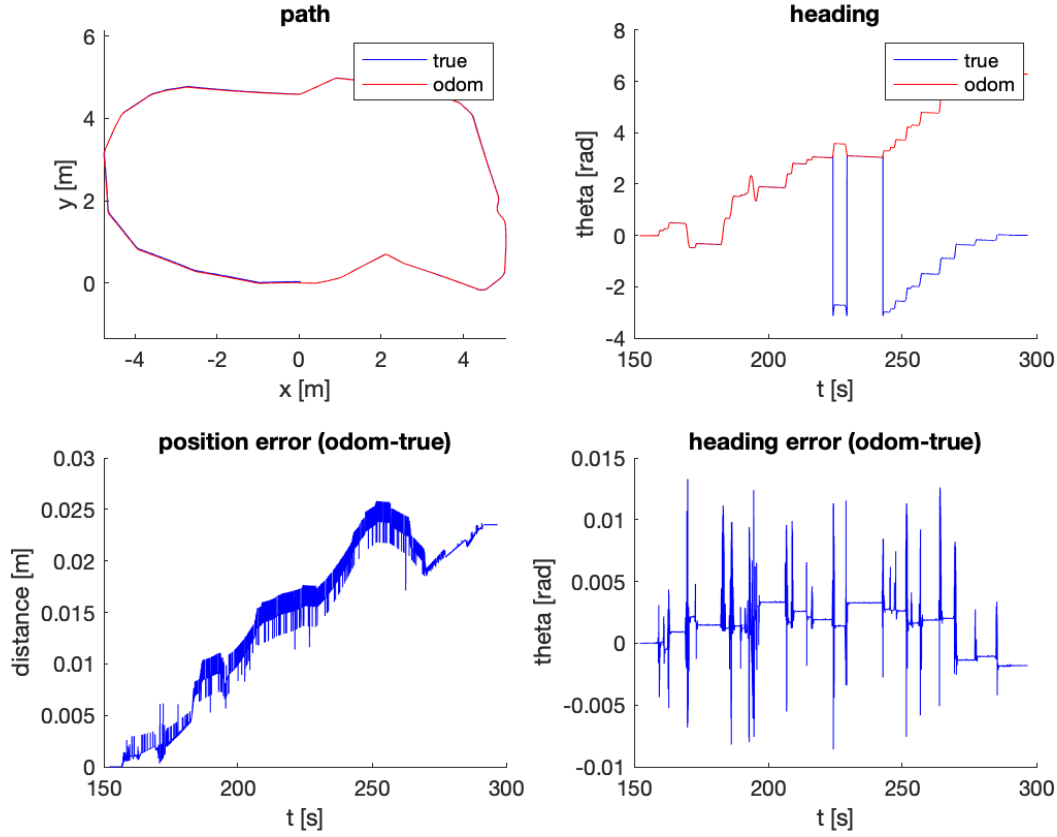 path
6
4
2
0
y [m]
-4
-2
0
2
4
x [m]
true
odom
heading
8
6
4
2
0
-2
-4
theta [rad]
150
200
250
300
t [s]
true
odom
position error (odom-true)
0.03
0.025
0.02
0.015
0.01
0.005
0
distance [m]
150
200
250
300
t [s]
heading error (odom-true)
0.015
0.01
0.005
0
-0.005
-0.01
theta [rad]
150
200
250
300
t [s]